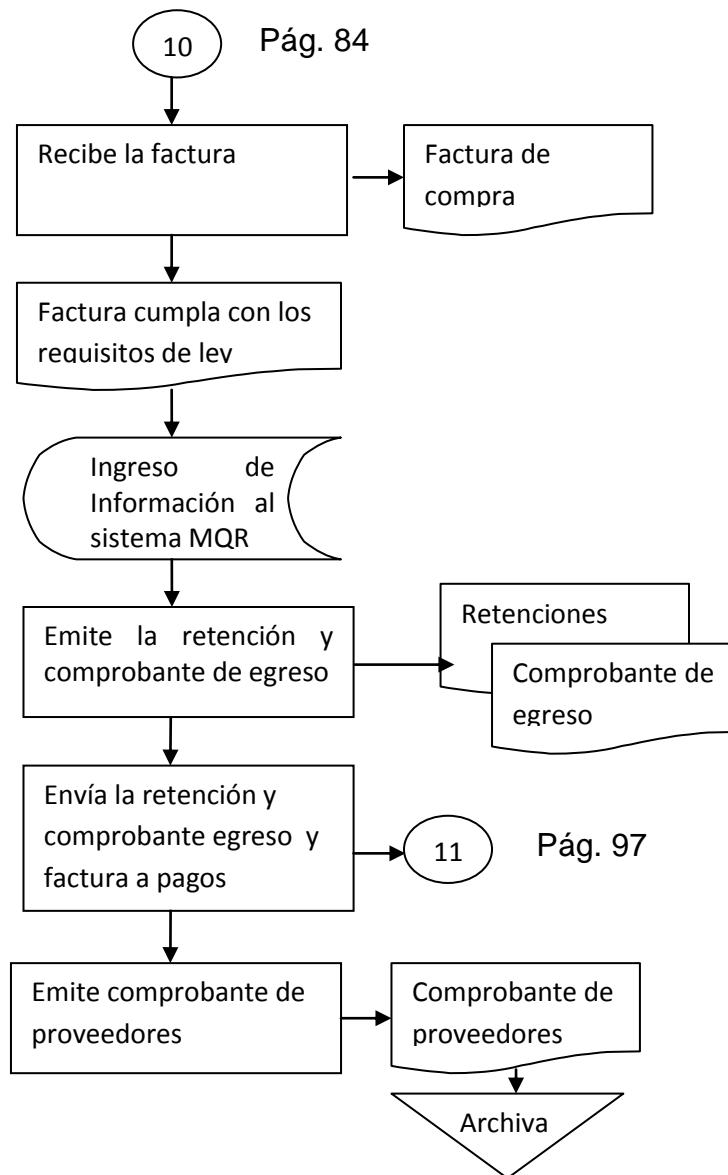 10 Pág. 84
Recibe la factura
Factura de
compra
Factura cumpla con los
requisitos de ley
Ingreso de
Información al
sistema MQR
Emite la retención y
comprobante de egreso
Retenciones
Comprobante de
egreso
Envía la retención y
comprobante egreso y
factura a pagos
11 Pág. 97
Emite comprobante de
proveedores
Comprobante de
proveedores
Archiva